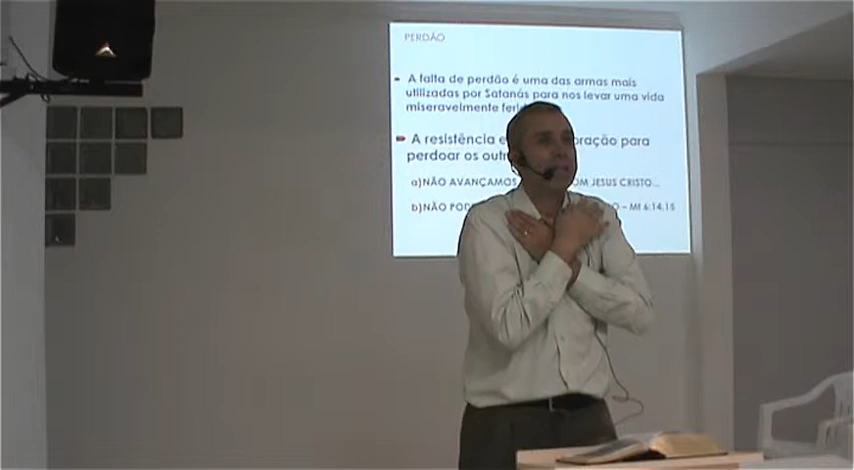 PERDÃO
A falta de perdão é uma das armas mais
utilizadas por Satanás para nos levar uma vida
miseravelmente
A resistência para
perdoar os
a)NÃO AVANÇAMOS JESUS CRISTO...
b)NÃO – Mt 6:14,15